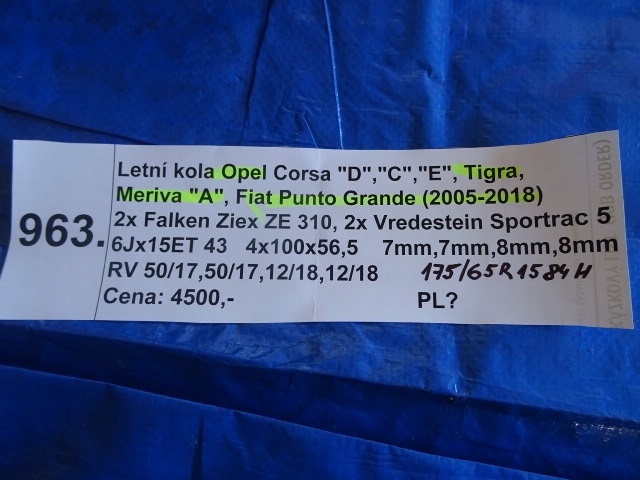 963.
Letní kola Opel Corsa "D","C","E", Tigra,
Meriva "A", Fiat Punto Grande (2005-2018)
2x Falken Ziex ZE 310, 2x Vredestein Sportrac 5
6Jx15ET 43 4x100x56,5 7mm,7mm,8mm,8mm
RV 50/17,50/17,12/18,12/18 175/65R15 84H
Cena: 4500,- PL?